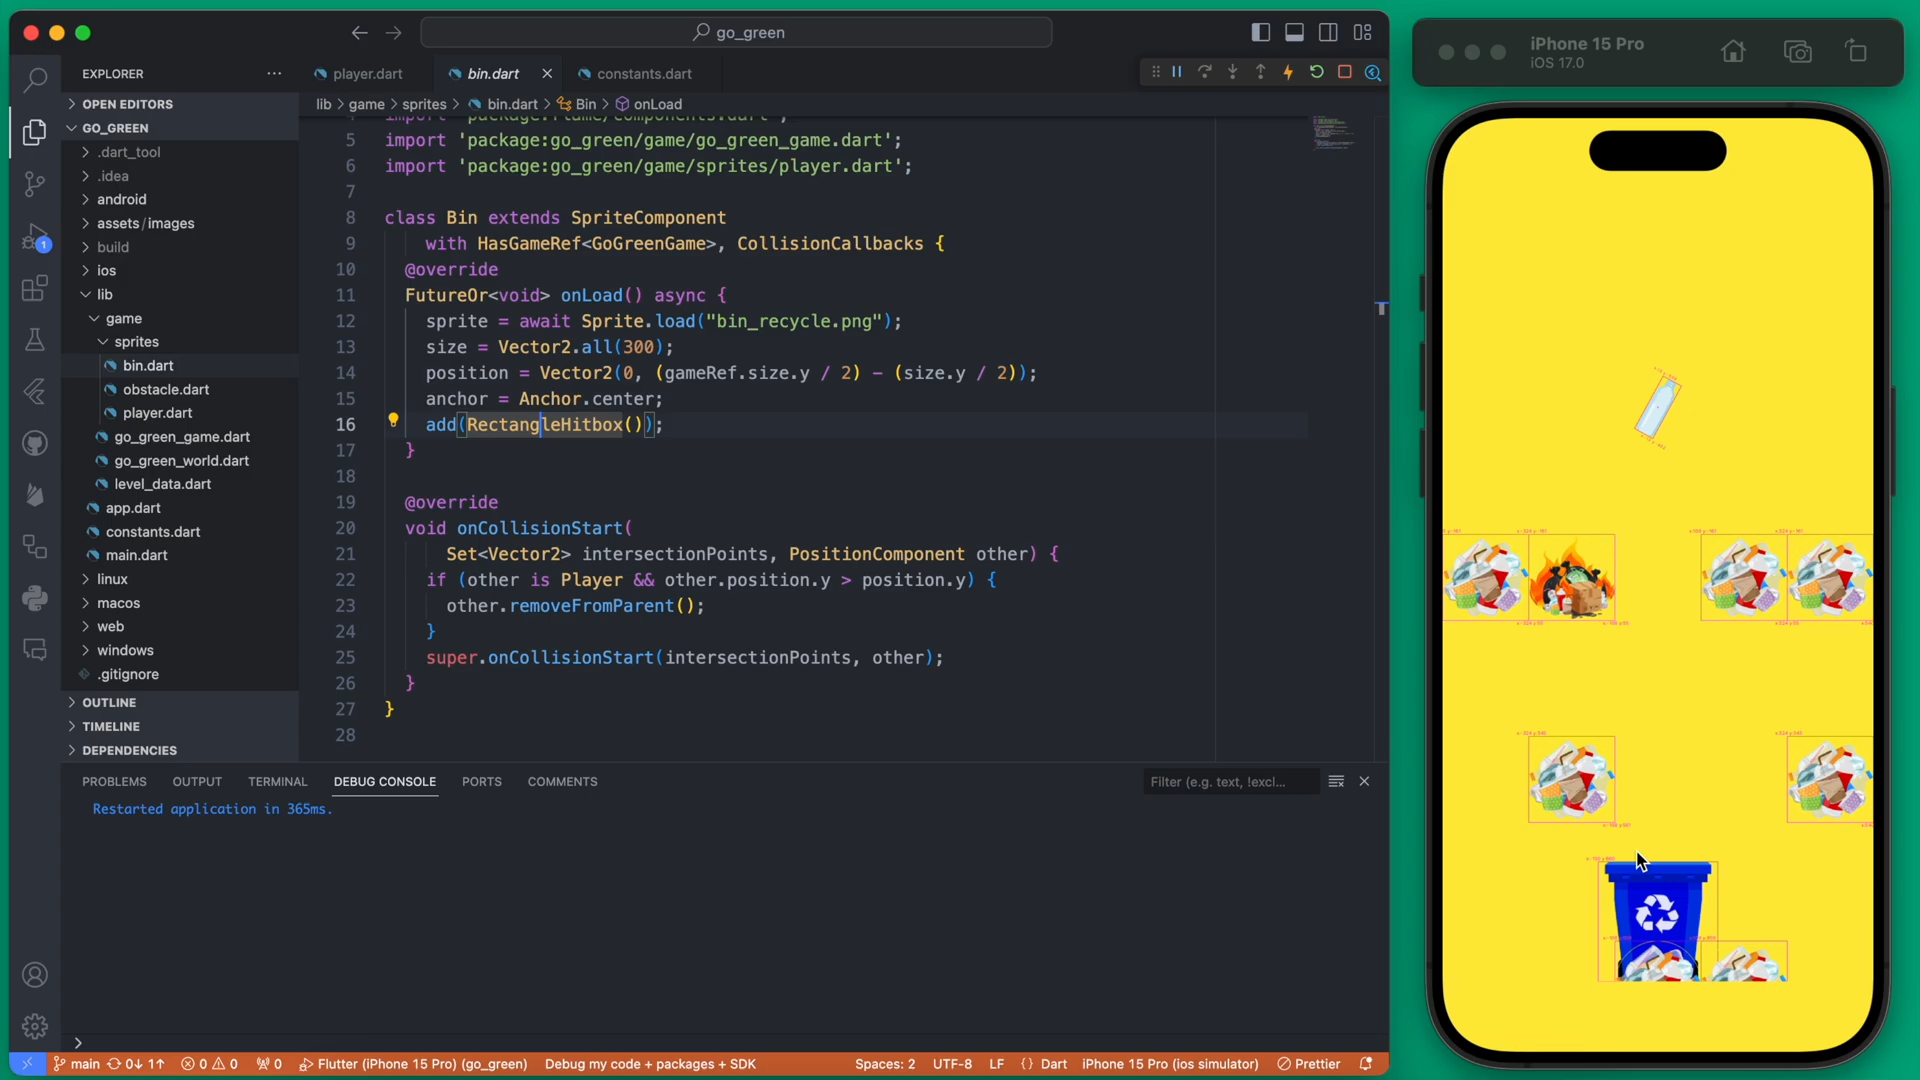 go_green
EXPLORER
player.dart
bin.dart
constants.dart
OPEN EDITORS
GO_GREEN
.dart_tool
.idea
android
assets/images
build
ios
lib
game
sprites
bin.dart
obstacle.dart
player.dart
go_green_game.dart
go_green_world.dart
level_data.dart
app.dart
constants.dart
main.dart
linux
macos
web
windows
.gitignore
OUTLINE
TIMELINE
DEPENDENCIES
1
lib > game > sprites > bin.dart > Bin > onLoad
4 import 'package:flame/components.dart';
5 import 'package:go_green/game/go_green_game.dart';
6 import 'package:go_green/game/sprites/player.dart';
7
8 class Bin extends SpriteComponent
9 with HasGameRef<GoGreenGame>, CollisionCallbacks {
10 @override
11 FutureOr<void> onLoad() async {
12 sprite = await Sprite.load("bin_recycle.png");
13 size = Vector2.all(300);
14 position = Vector2(0, (gameRef.size.y / 2) - (size.y / 2));
15 anchor = Anchor.center;
16 add(RectangleHitbox());
17 }
18
19 @override
20 void onCollisionStart(
21 Set<Vector2> intersectionPoints, PositionComponent other) {
22 if (other is Player && other.position.y > position.y) {
23 other.removeFromParent();
24 }
25 super.onCollisionStart(intersectionPoints, other);
26 }
27 }
28
PROBLEMS OUTPUT TERMINAL DEBUG CONSOLE PORTS COMMENTS
Filter (e.g. text, !excl...
Restarted application in 365ms.
main 0↓ 1↑ 0 0 0 Flutter (iPhone 15 Pro) (go_green) Debug my code + packages + SDK Spaces: 2 UTF-8 LF {} Dart iPhone 15 Pro (ios simulator) Prettier
iPhone 15 Pro
iOS 17.0